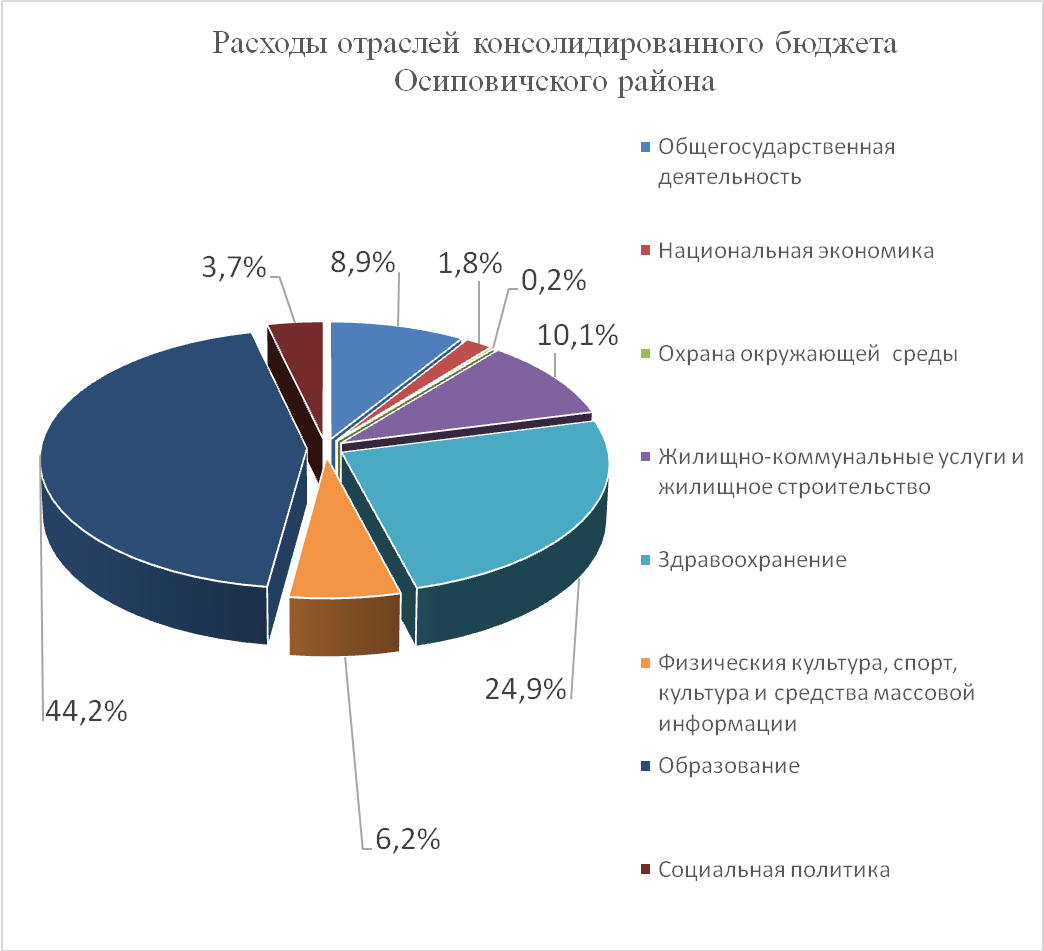 Расходы отраслей консолидированного бюджета
Осиповичского района
3,7%
8,9%
1,8%
0,2%
10,1%
24,9%
6,2%
44,2%
Общегосударственная
деятельность
Национальная экономика
Охрана окружающей  среды
Жилищно-коммунальные услуги и
жилищное строительство
Здравоохранение
Физическия культура, спорт,
культура и средства массовой
информации
Образование
Социальная политика